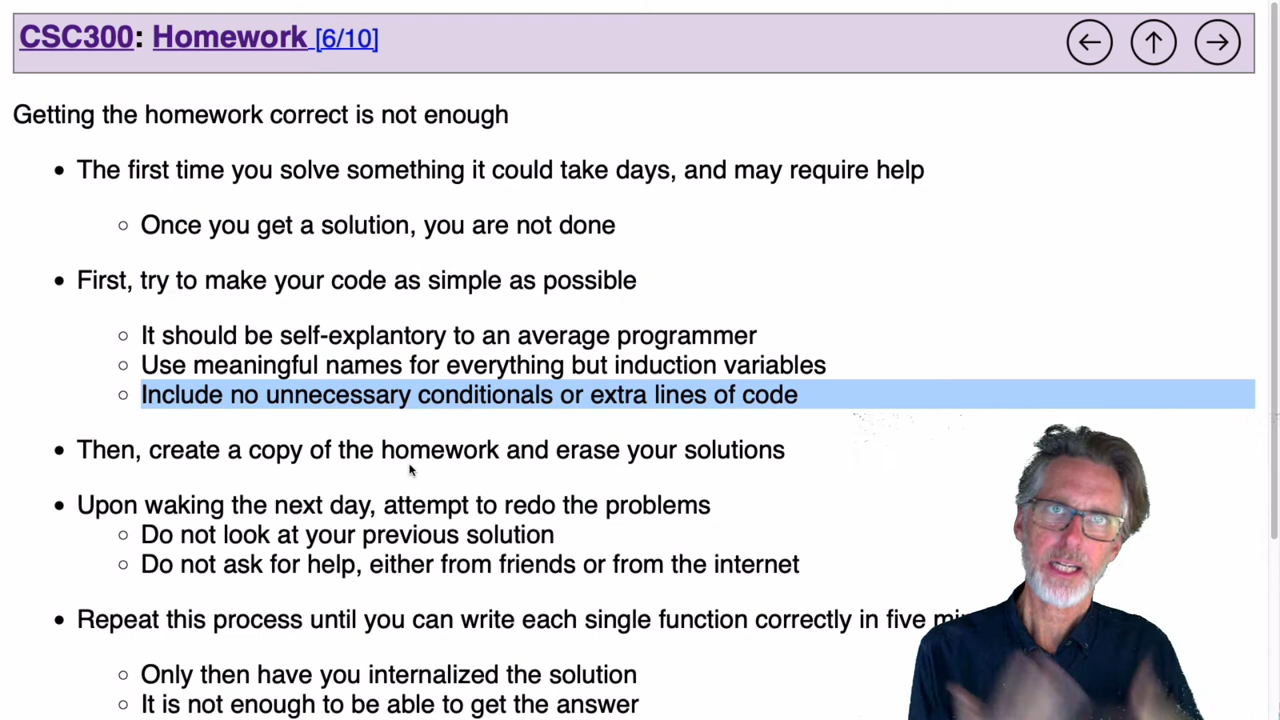 CSC300: Homework [6/10]
Getting the homework correct is not enough
The first time you solve something it could take days, and may require help
Once you get a solution, you are not done
First, try to make your code as simple as possible
It should be self-explantory to an average programmer
Use meaningful names for everything but induction variables
Include no unnecessary conditionals or extra lines of code
Then, create a copy of the homework and erase your solutions
Upon waking the next day, attempt to redo the problems
Do not look at your previous solution
Do not ask for help, either from friends or from the internet
Repeat this process until you can write each single function correctly in five
Only then have you internalized the solution
It is not enough to be able to get the answer